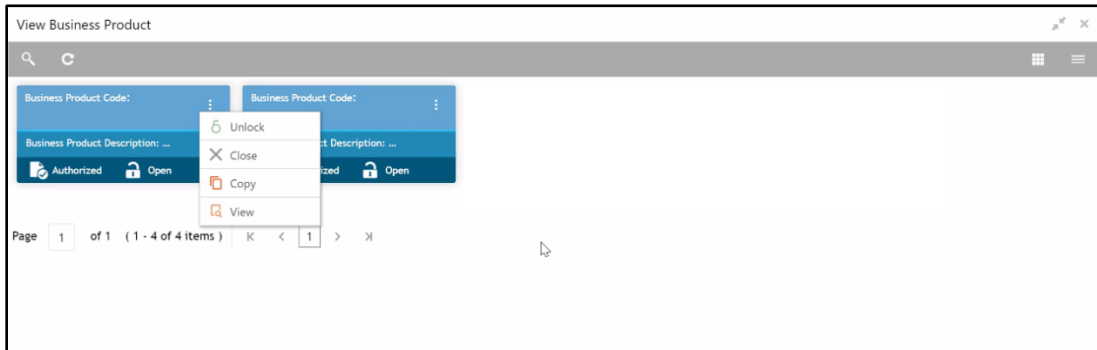 View Business Product
Business Product Code:
Business Product Description: ...
Authorized Open
Business Product Code:
ct Description: ...
ized Open
Unlock
Close
Copy
View
Page 1 of 1 ( 1 - 4 of 4 items ) 1